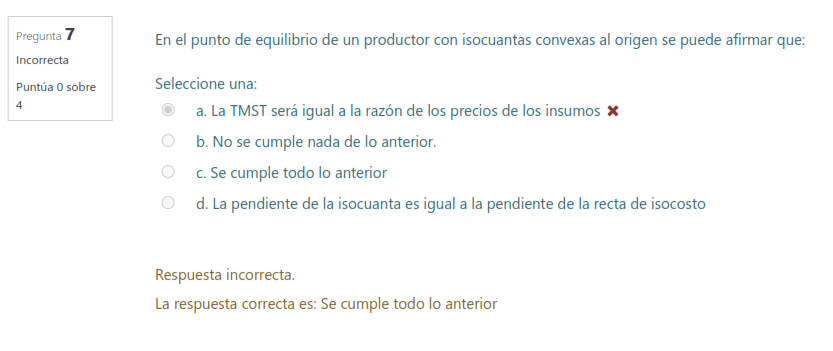 Pregunta 7
Incorrecta
Puntúa 0 sobre
4
En el punto de equilibrio de un productor con isocuantas convexas al origen se puede afirmar que:
Seleccione una:
a. La TMST será igual a la razón de los precios de los insumos
b. No se cumple nada de lo anterior.
c. Se cumple todo lo anterior
d. La pendiente de la isocuanta es igual a la pendiente de la recta de isocosto
Respuesta incorrecta.
La respuesta correcta es: Se cumple todo lo anterior